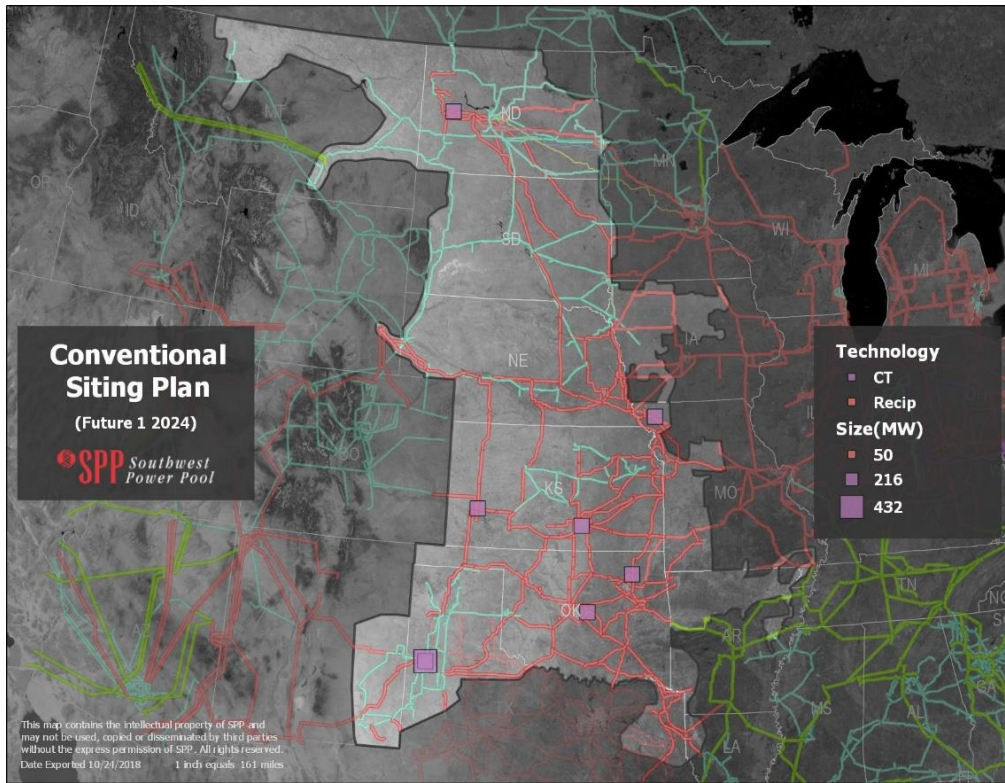 Conventional
Siting Plan
(Future 1 2024)
SPP Southwest
Power Pool
Technology
CT
Recip
Size(MW)
50
216
432
ND
MN
OR
ID
SD
WI
MI
NE
IA
CO
KS
MO
OK
AR
TN
NC
MS
AL
GA
LA
This map contains the intellectual property of SPP and
may not be used, copied or disseminated by third parties
without the express permission of SPP. All rights reserved.
Date Exported 10/24/2018 1 inch equals 161 miles